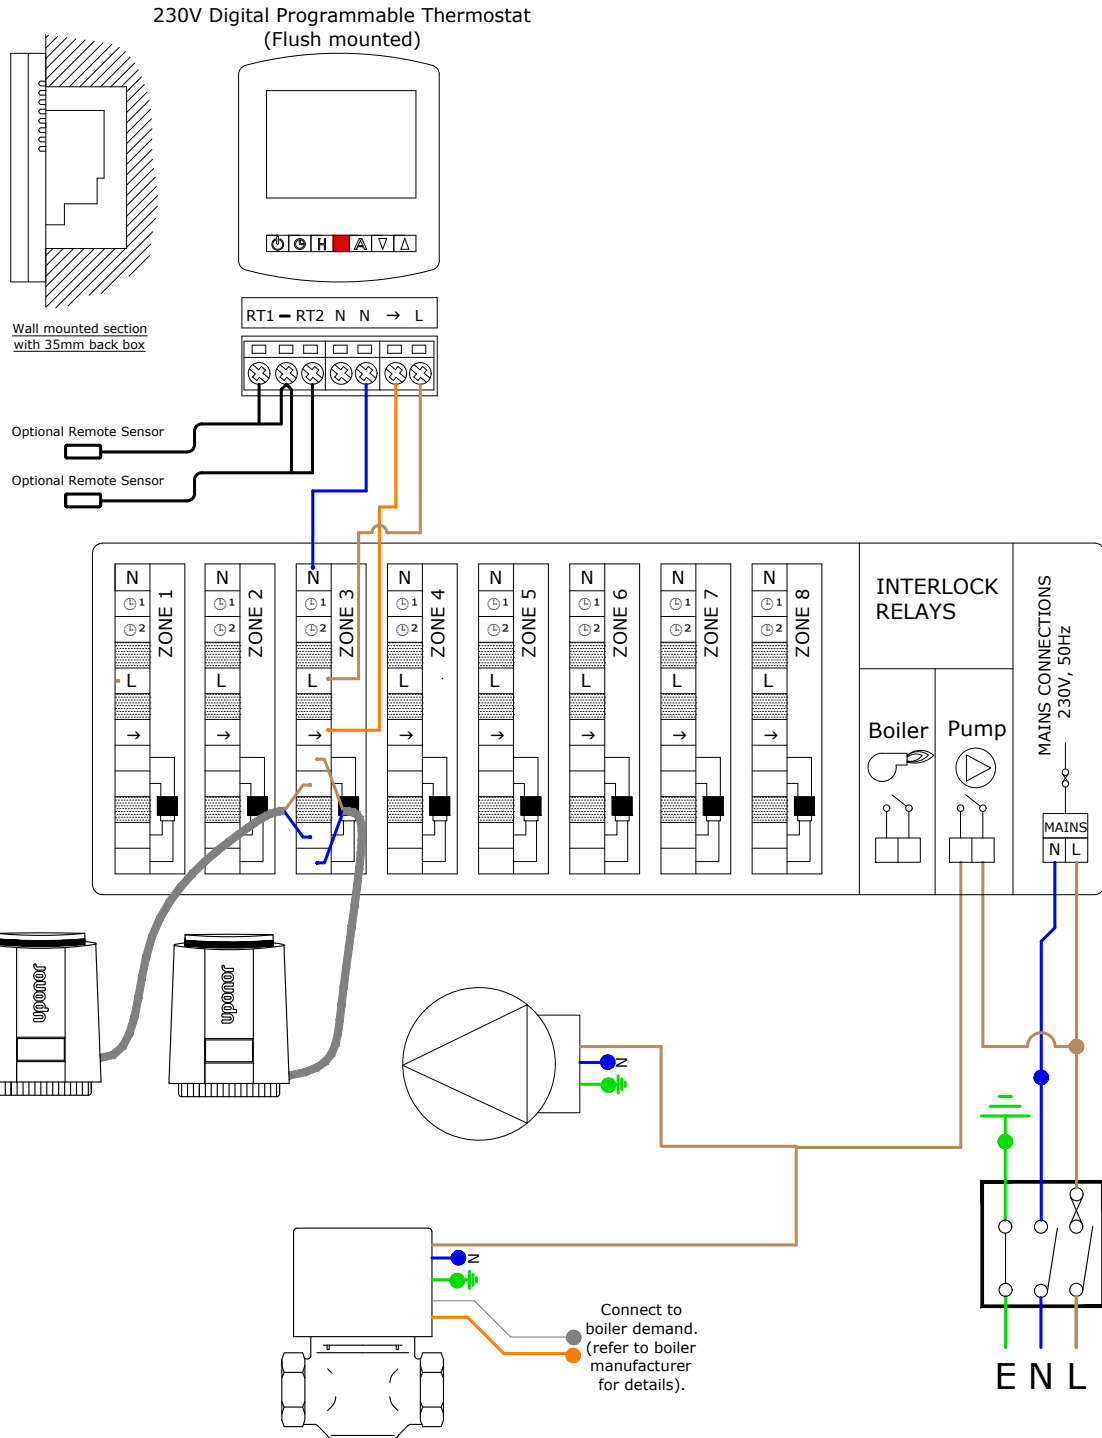 230V Digital Programmable Thermostat
(Flush mounted)
H A
Wall mounted section
with 35mm back box
RT1 – RT2 N N → L
Optional Remote Sensor
Optional Remote Sensor
N 1 2 L → ZONE 1
N 1 2 L → ZONE 2
N 1 2 L → ZONE 3
N 1 2 L → ZONE 4
N 1 2 L → ZONE 5
N 1 2 L → ZONE 6
N 1 2 L → ZONE 7
N 1 2 L → ZONE 8
INTERLOCK
RELAYS
Boiler
Pump
MAINS CONNECTIONS
230V, 50Hz
MAINS
N L
uponor
uponor
N
N
Connect to
boiler demand.
(refer to boiler
manufacturer
for details).
E N L